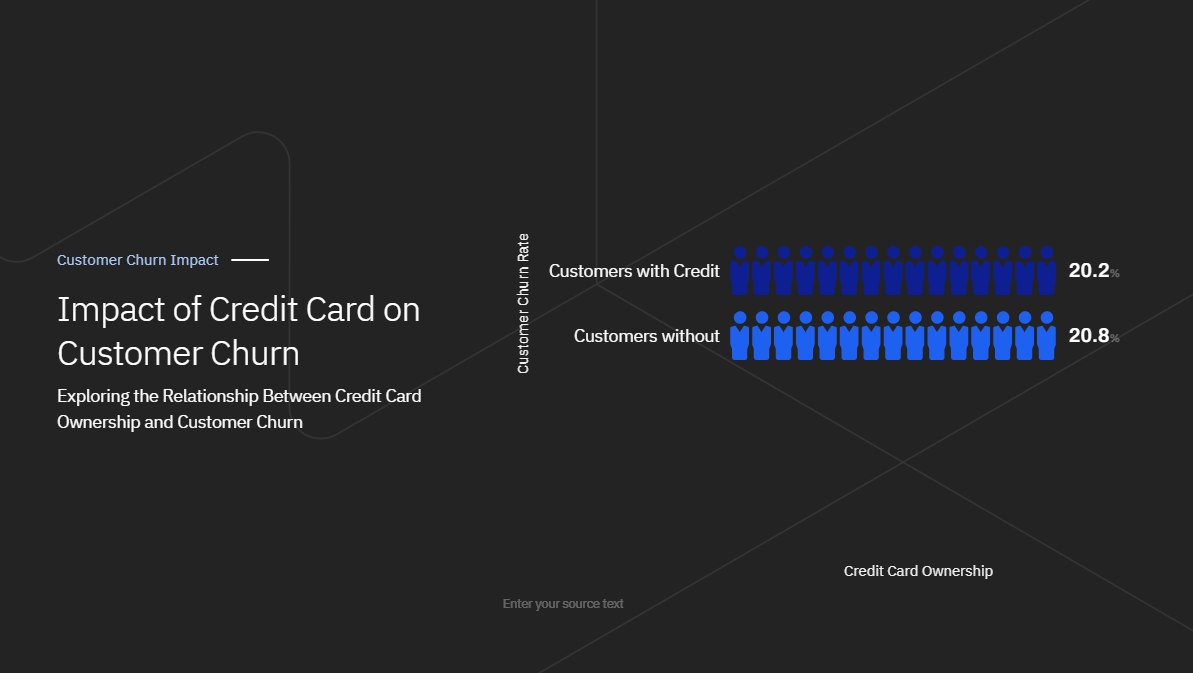 Customer Churn Impact
Impact of Credit Card on
Customer Churn
Exploring the Relationship Between Credit Card
Ownership and Customer Churn
Customer Churn Rate
Customers with Credit 20.2%
Customers without 20.8%
Credit Card Ownership
Enter your source text